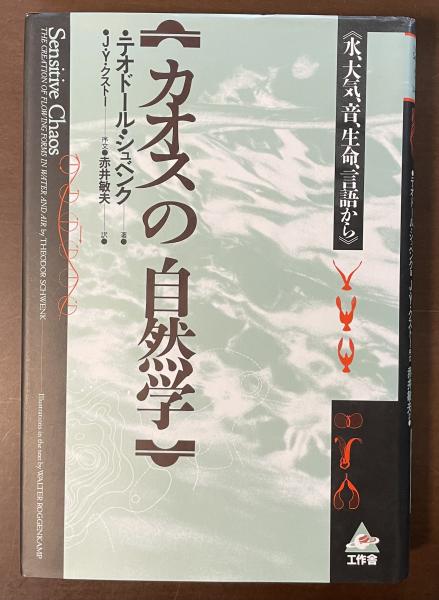 《水、大気、音、生命、言語から》
【カオスの自然学】
●テオドール・シュベンク——著●
●J・Y・クストー——序文●赤井敏夫——訳●
Sensitive Chaos
THE CREATION OF FLOWING FORMS IN WATER AND AIR by THEODOR SCHWENK
Illustrations in the text by WALTER ROGGENKAMP
工作舎